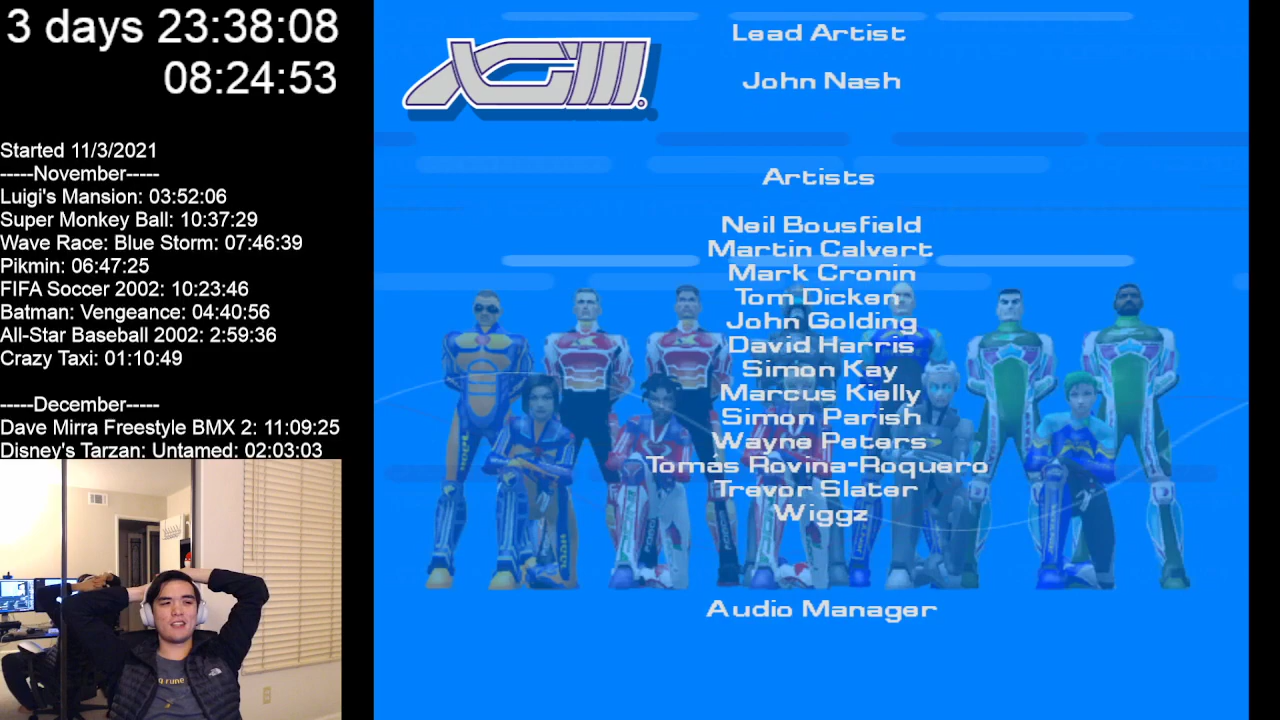 3 days 23:38:08
08:24:53
Started 11/3/2021
-----November-----
Luigi's Mansion: 03:52:06
Super Monkey Ball: 10:37:29
Wave Race: Blue Storm: 07:46:39
Pikmin: 06:47:25
FIFA Soccer 2002: 10:23:46
Batman: Vengeance: 04:40:56
All-Star Baseball 2002: 2:59:36
Crazy Taxi: 01:10:49
-----December-----
Dave Mirra Freestyle BMX 2: 11:09:25
Disney's Tarzan: Untamed: 02:03:03
XGIII.
Lead Artist
John Nash
Artists
Neil Bousfield
Martin Calvert
Mark Cronin
Tom Dicken
John Golding
David Harris
Simon Kay
Marcus Kielly
Simon Parish
Wayne Peters
Tomas Rovina-Roquero
Trevor Slater
Wiggz
Audio Manager